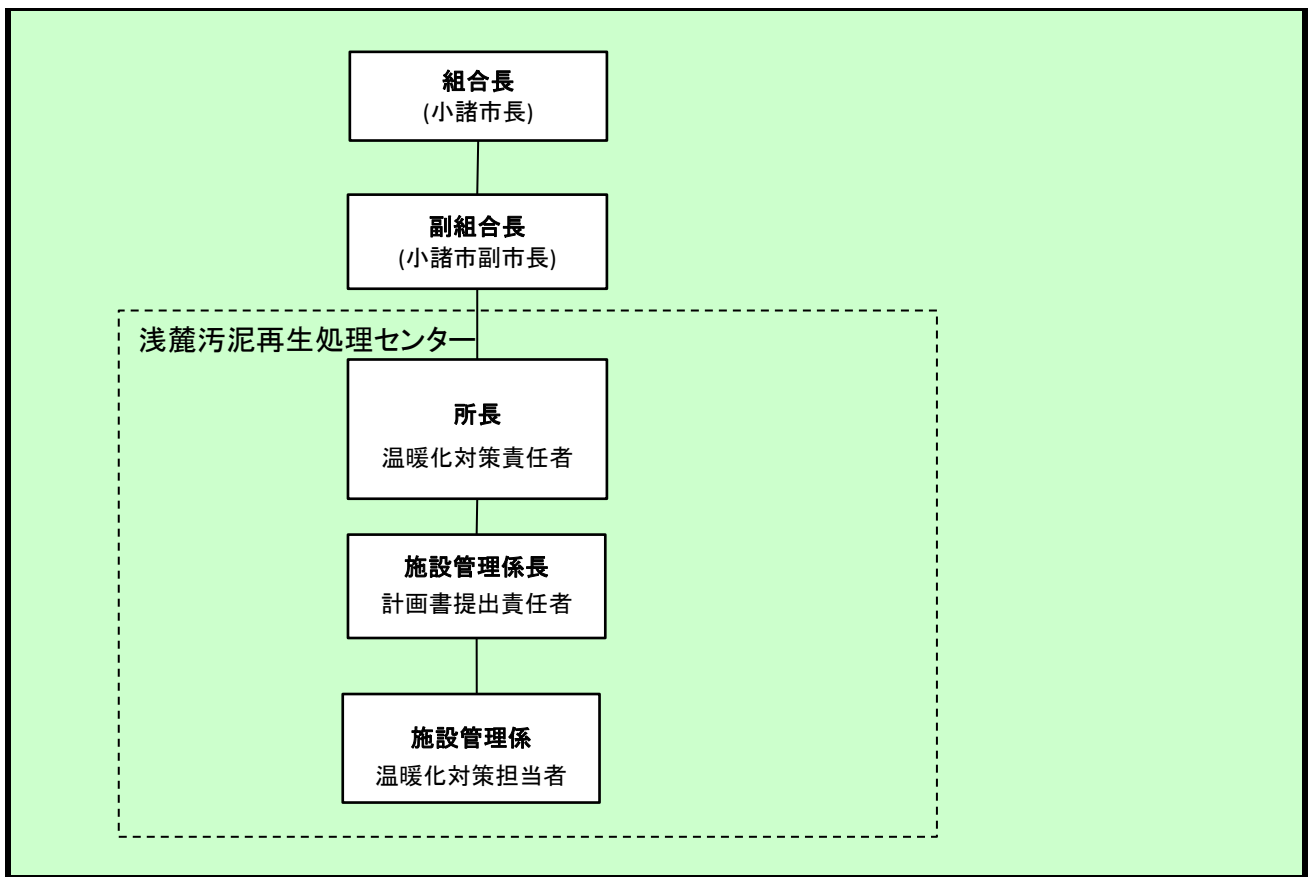 組合長
(小諸市長)
副組合長
(小諸市副市長)
浅麓汚泥再生処理センター
所長
温暖化対策責任者
施設管理係長
計画書提出責任者
施設管理係
温暖化対策担当者